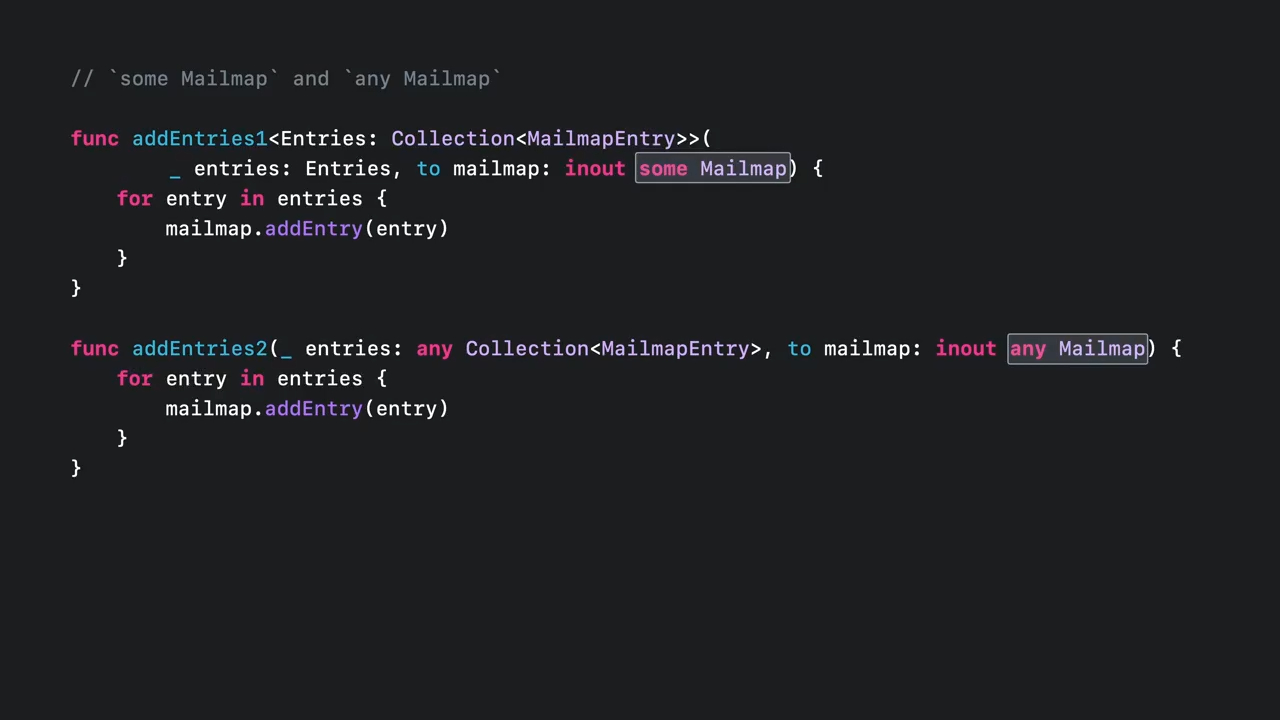 // `some Mailmap` and `any Mailmap`
func addEntries1<Entries: Collection<MailmapEntry>>(
        _ entries: Entries, to mailmap: inout some Mailmap) {
    for entry in entries {
        mailmap.addEntry(entry)
    }
}
func addEntries2(_ entries: any Collection<MailmapEntry>, to mailmap: inout any Mailmap) {
    for entry in entries {
        mailmap.addEntry(entry)
    }
}